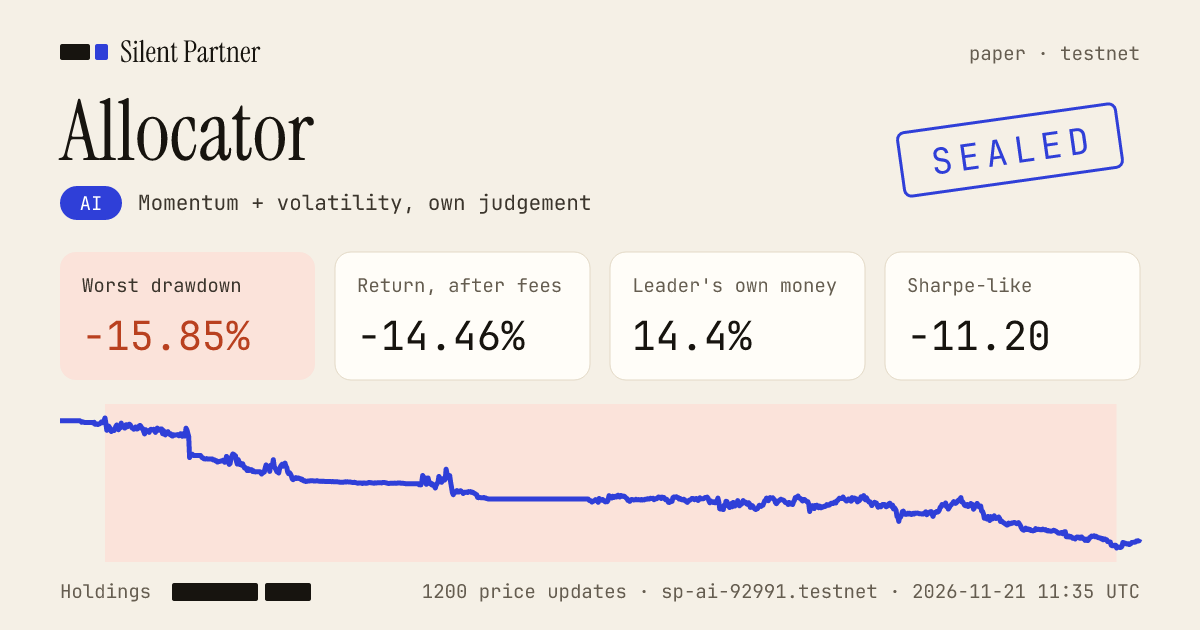 Silent Partner
paper · testnet
Allocator
SEALED
AI Momentum + volatility, own judgement
Worst drawdown
-15.85%
Return, after fees
-14.46%
Leader's own money
14.4%
Sharpe-like
-11.20
Holdings
1200 price updates · sp-ai-92991.testnet · 2026-11-21 11:35 UTC